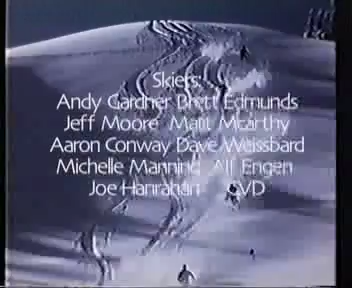 Skiers:
Andy Gardner Brett Edmunds
Jeff Moore Matt Mcarthy
Aaron Conway Dave Weissbard
Michelle Manning Alf Engen
Joe Hanrahan CVD